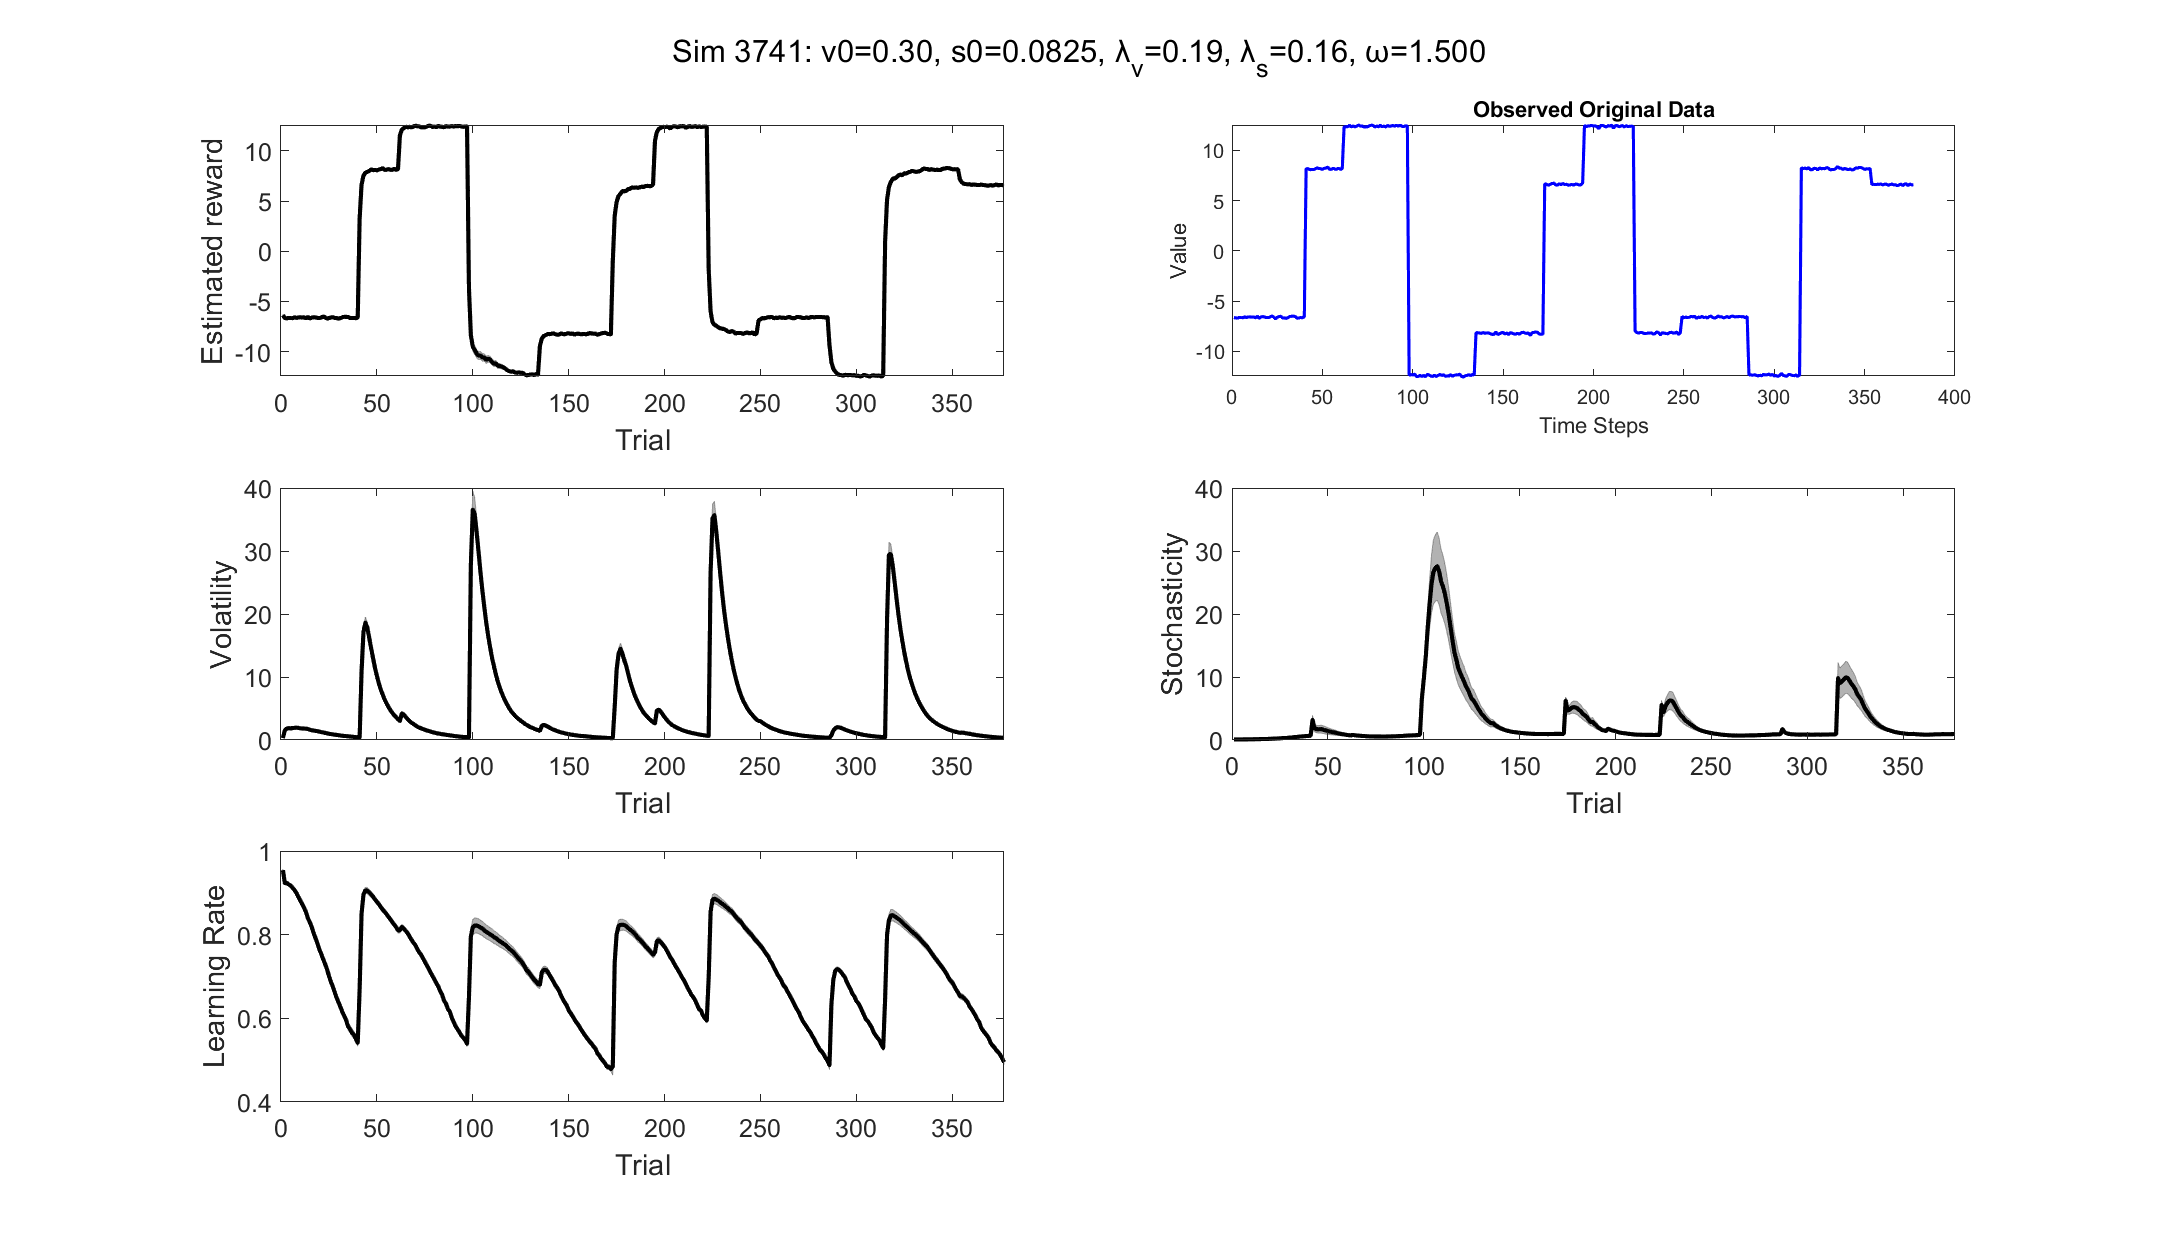 Sim 3741: v0=0.30, s0=0.0825, λv=0.19, λs=0.16, ω=1.500
Estimated reward
10
5
0
-5
-10
0 50 100 150 200 250 300 350
Trial
Observed Original Data
Value
10
5
0
-5
-10
0 50 100 150 200 250 300 350 400
Time Steps
Volatility
40
30
20
10
0
0 50 100 150 200 250 300 350
Trial
Stochasticity
40
30
20
10
0
0 50 100 150 200 250 300 350
Trial
Learning Rate
1
0.8
0.6
0.4
0 50 100 150 200 250 300 350
Trial